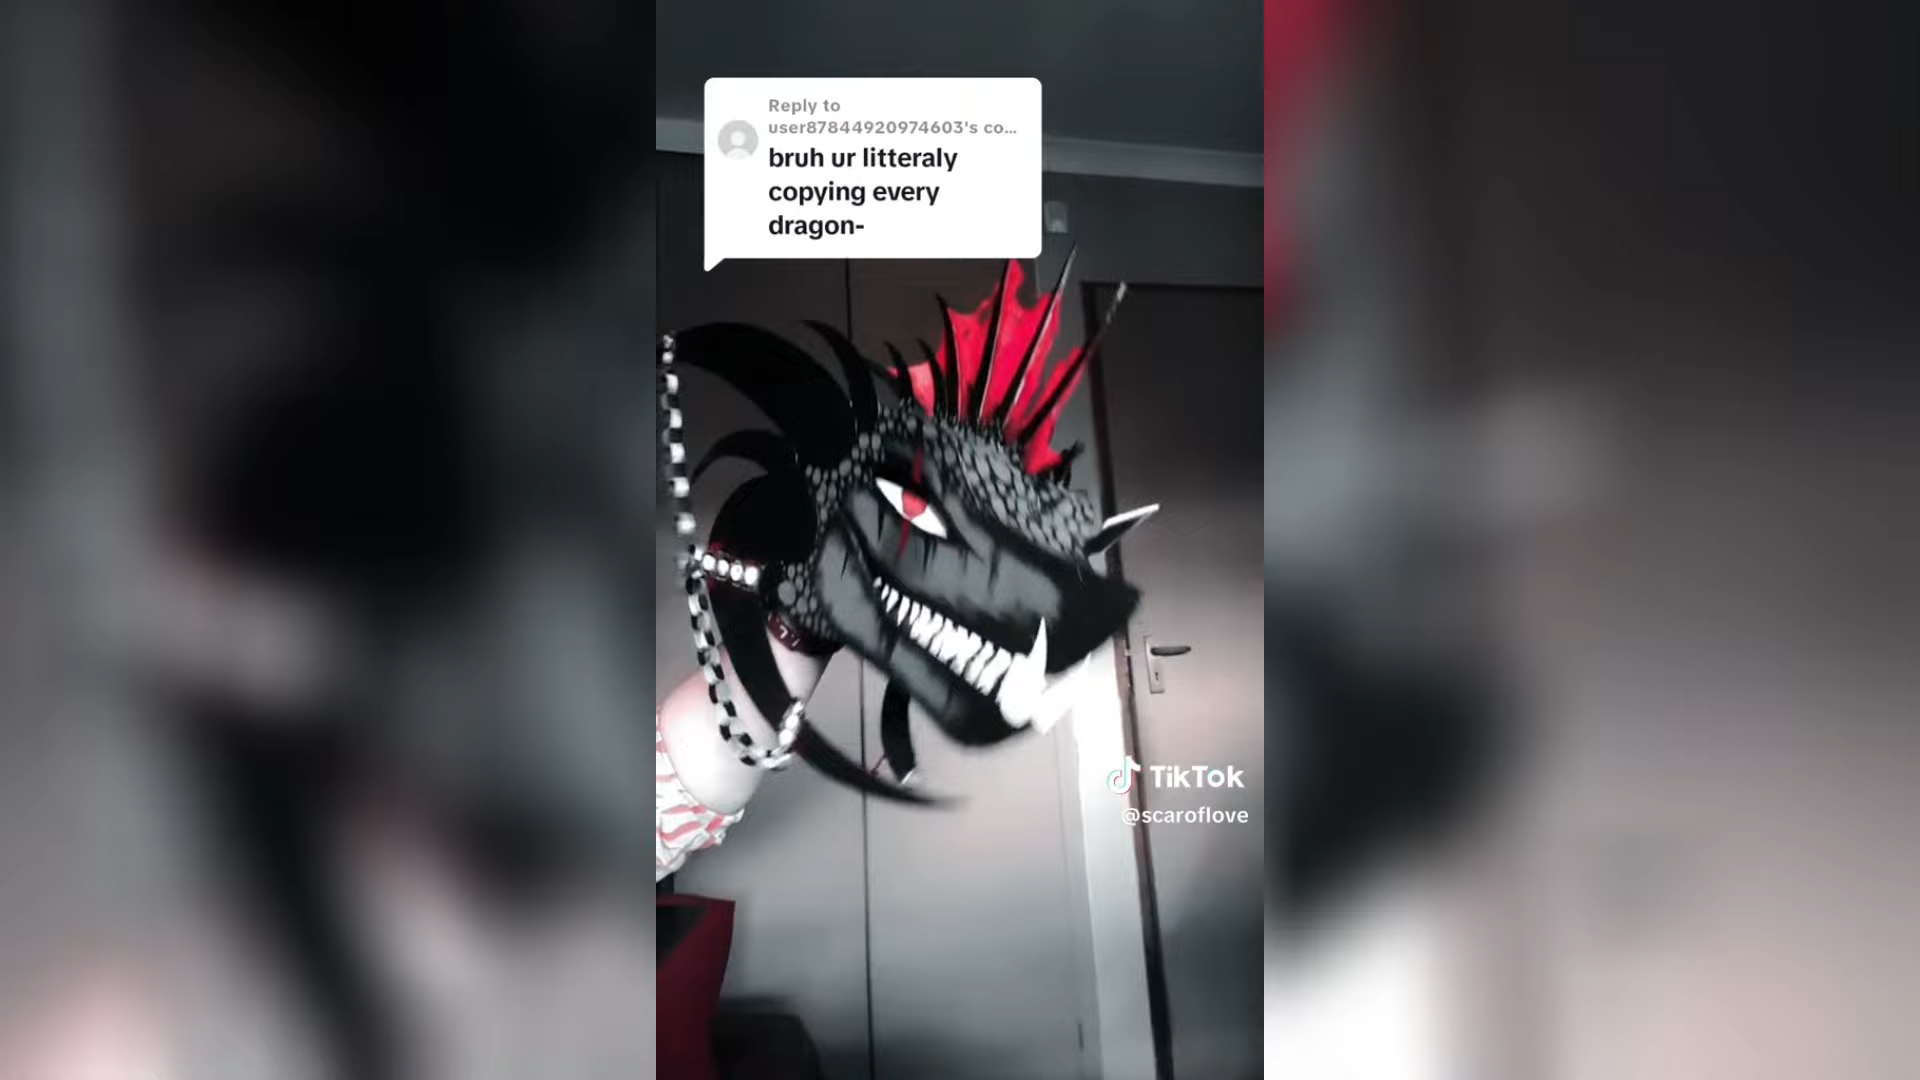 Reply to
user87844920974603's co...
bruh ur litteraly
copying every
dragon-
TikTok
@scaroflove